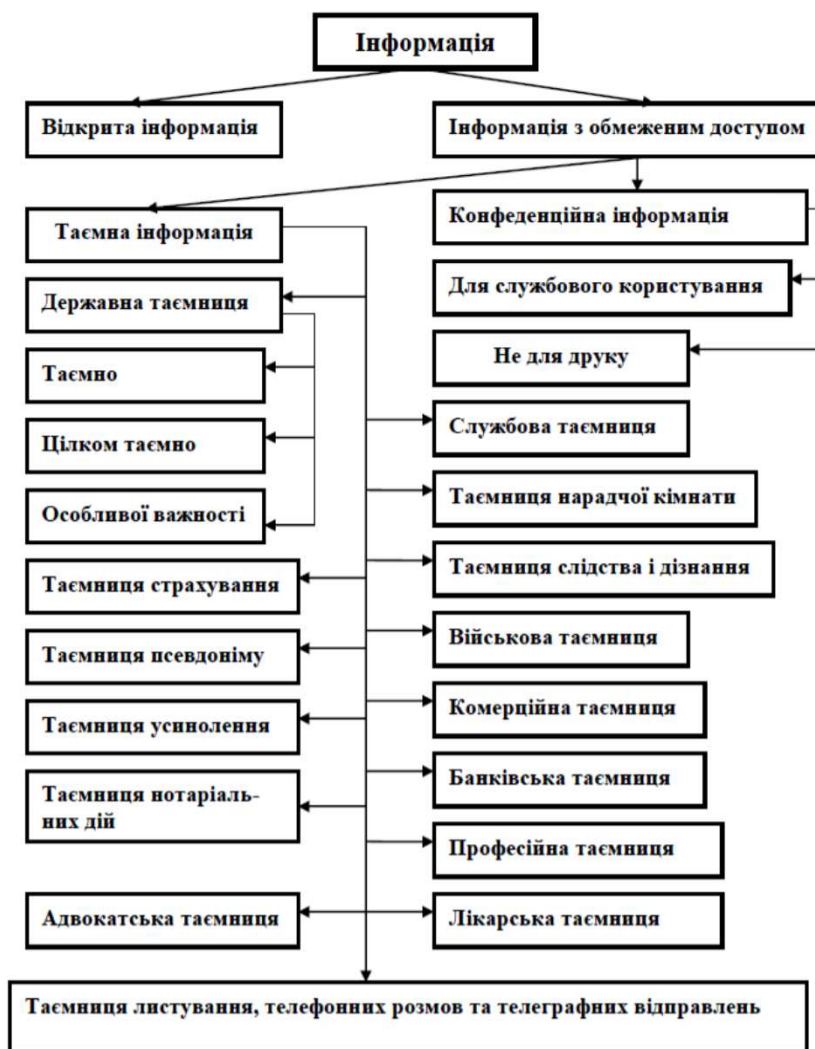 Інформація
Відкрита інформація
Інформація з обмеженим доступом
Таємна інформація
Конфеденційна інформація
Державна таємниця
Для службового користування
Таємно
Не для друку
Цілком таємно
Службова таємниця
Особливої важності
Таємниця нарадчої кімнати
Таємниця страхування
Таємниця слідства і дізнання
Таємниця псевдоніму
Військова таємниця
Таємниця усинолення
Комерційна таємниця
Таємниця нотаріаль-
них дій
Банківська таємниця
Професійна таємниця
Адвокатська таємниця
Лікарська таємниця
Таємниця листування, телефонних розмов та телеграфних відправлень